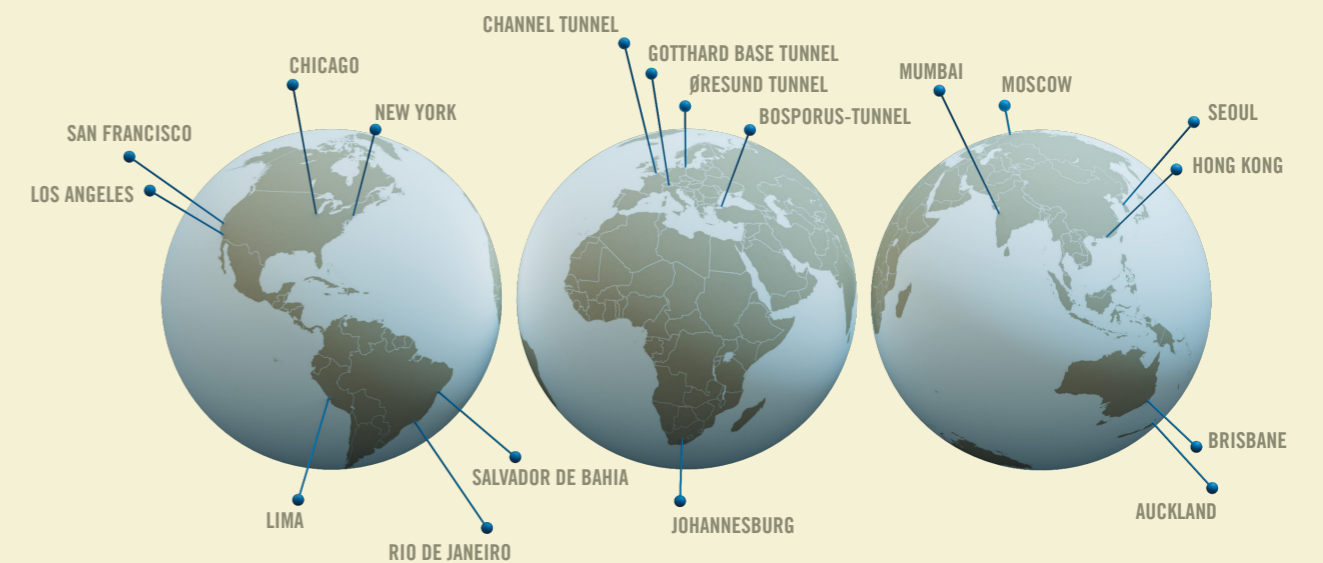 CHICAGO
NEW YORK
SAN FRANCISCO
LOS ANGELES
LIMA
RIO DE JANEIRO
SALVADOR DE BAHIA
CHANNEL TUNNEL
GOTTHARD BASE TUNNEL
ØRESUND TUNNEL
BOSPORUS-TUNNEL
JOHANNESBURG
MUMBAI
MOSCOW
SEOUL
HONG KONG
BRISBANE
AUCKLAND